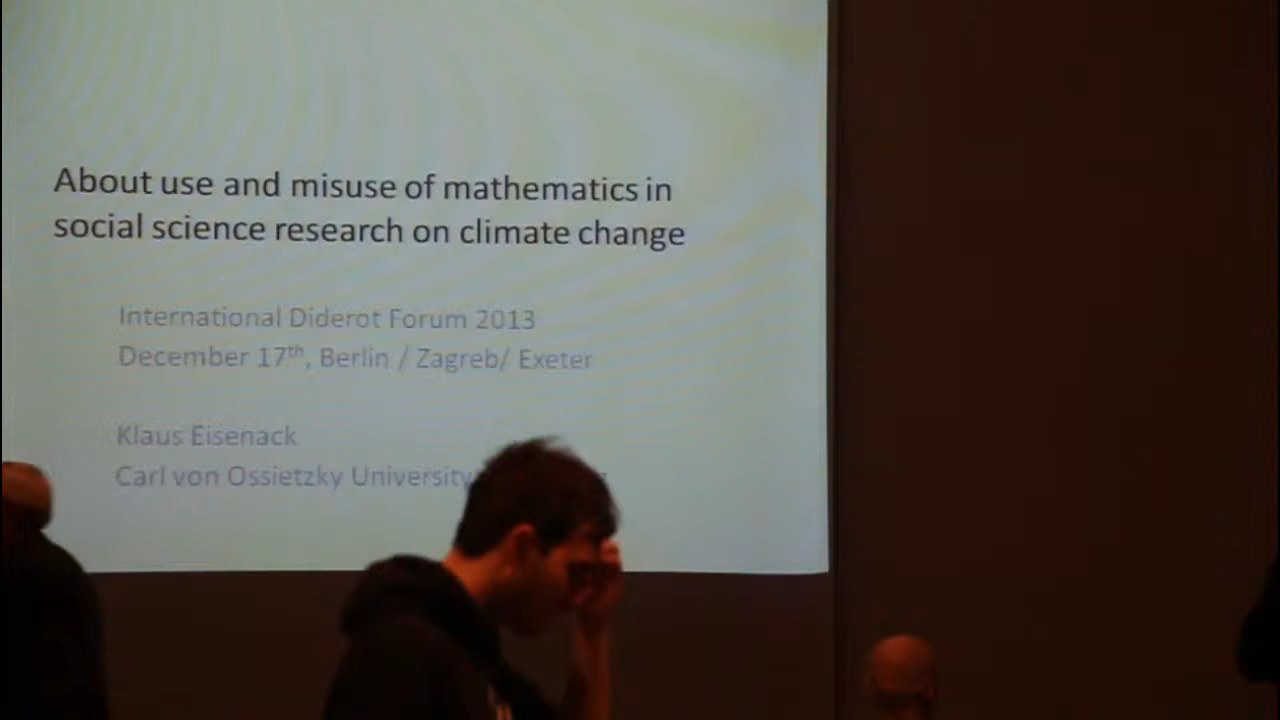 About use and misuse of mathematics in
social science research on climate change
International Diderot Forum 2013
December 17th, Berlin / Zagreb/ Exeter
Klaus Eisenack
Carl von Ossietzky University